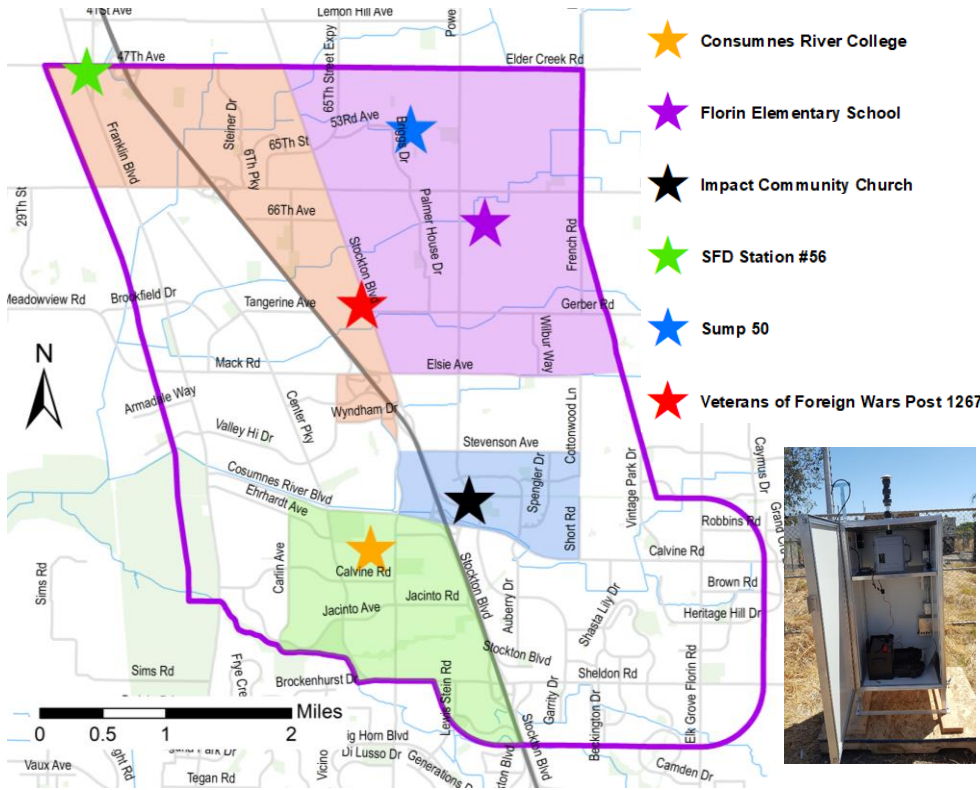 41St Ave
Lemon Hill Ave
Powe
47Th Ave
Elder Creek Rd
65Th Street Expy
53Rd Ave
Briggs Dr
Steiner Dr
65Th St
6Th Pky
Franklin Blvd
29Th St
66Th Ave
Palmer House Dr
French Rd
Stockton Blvd
Meadowview Rd
Brookfield Dr
Tangerine Ave
Gerber Rd
Wilbur Way
Mack Rd
Elsie Ave
N
Armadale Way
Center Pky
Wyndham Dr
Cottonwood Ln
Valley Hi Dr
Stevenson Ave
Cosumnes River Blvd
Ehrhardt Ave
Spengler Dr
Short Rd
Vintage Park Dr
Caymus Dr
Robbins Rd
Calvine Rd
Carlin Ave
Calvine Rd
Stockton Blvd
Sims Rd
Brown Rd
Jacinto Ave
Jacinto Rd
Auberry Dr
Shasta Lily Dr
Heritage Hill Dr
Stockton Blvd
Sims Rd
Frye Cre
Brockenhurst Dr
Lewis Stein Rd
Garrity Dr
Sheldon Rd
Beckington Dr
Elk Grove Florin Rd
Miles
0 0.5 1 2
ig Horn Blvd
Di Lusso Dr
Generations D
Stockton Blvd
Camden Dr
Vaux Ave
Tegan Rd
Vicino
Consumnes River College
Florin Elementary School
Impact Community Church
SFD Station #56
Sump 50
Veterans of Foreign Wars Post 1267